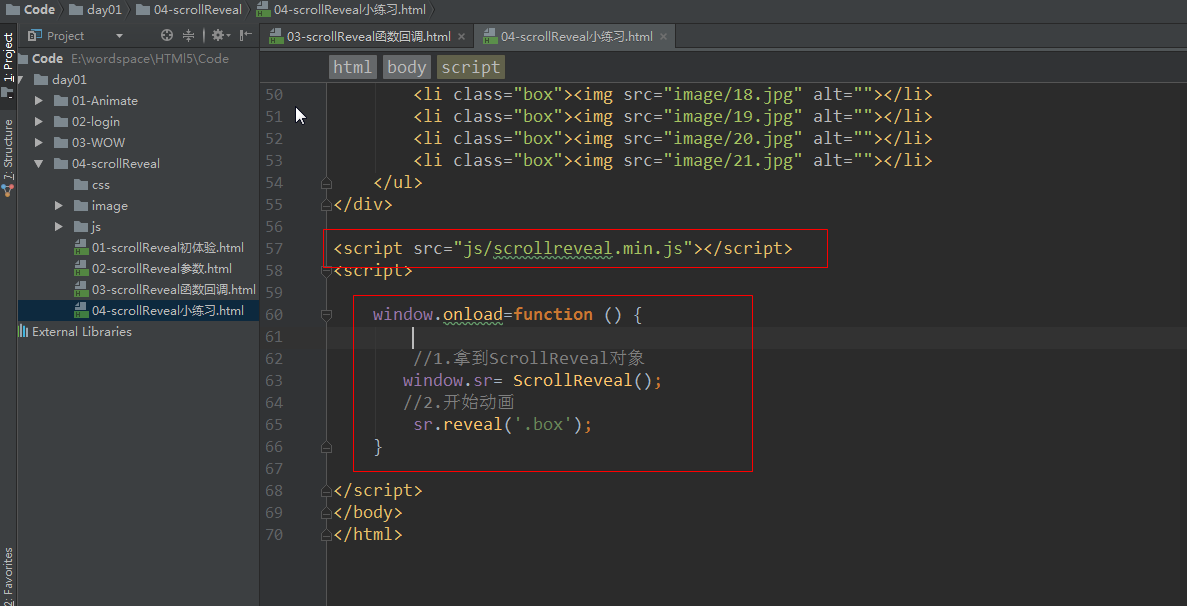 Code day01 04-scrollReveal 04-scrollReveal小练习.html
Project
03-scrollReveal函数回调.html × 04-scrollReveal小练习.html ×
1: Project
7: Structure
2: Favorites
Code E:\wordspace\HTMl5\Code
day01
01-Animate
02-login
03-WOW
04-scrollReveal
css
image
js
01-scrollReveal初体验.html
02-scrollReveal参数.html
03-scrollReveal函数回调.html
04-scrollReveal小练习.html
External Libraries
html body script
50 <li class="box"><img src="image/18.jpg" alt=""></li>
51 <li class="box"><img src="image/19.jpg" alt=""></li>
52 <li class="box"><img src="image/20.jpg" alt=""></li>
53 <li class="box"><img src="image/21.jpg" alt=""></li>
54 </ul>
55 </div>
56
57 <script src="js/scrollreveal.min.js"></script>
58 <script>
59
60 window.onload=function () {
61
62 //1.拿到ScrollReveal对象
63 window.sr= ScrollReveal();
64 //2.开始动画
65 sr.reveal('.box');
66 }
67
68 </script>
69 </body>
70 </html>